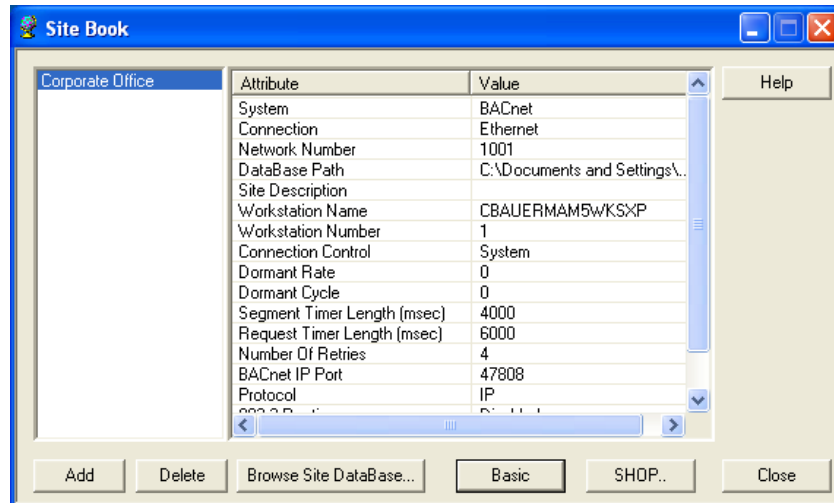 Site Book
Corporate Office
Attribute Value
System BACnet
Connection Ethernet
Network Number 1001
DataBase Path C:\Documents and Settings\..
Site Description
Workstation Name CBAUERMAM5WKSXP
Workstation Number 1
Connection Control System
Dormant Rate 0
Dormant Cycle 0
Segment Timer Length (msec) 4000
Request Timer Length (msec) 6000
Number Of Retries 4
BACnet IP Port 47808
Protocol IP
Help
Add Delete Browse Site DataBase... Basic SHOP.. Close